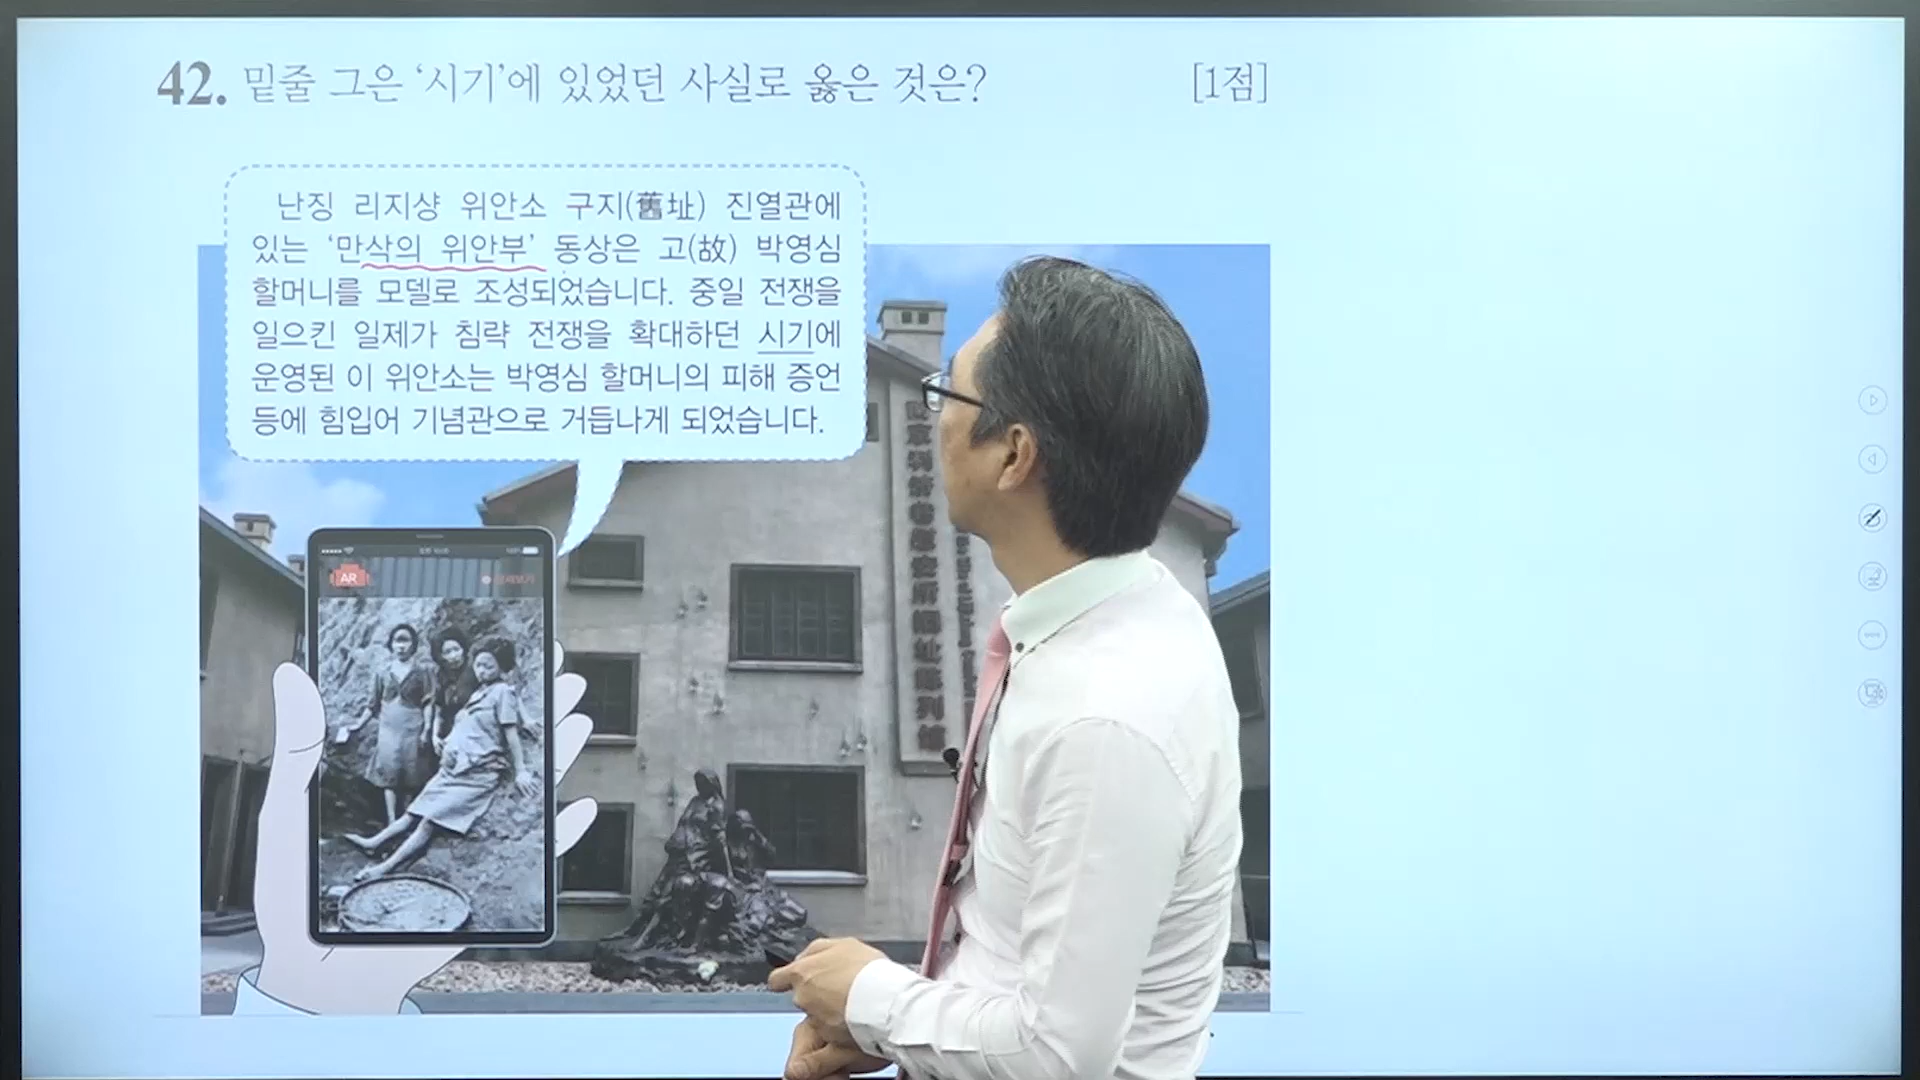 42. 밑줄 그은 ‘시기’에 있었던 사실로 옳은 것은? [1점]
난징 리지샹 위안소 구지(舊址) 진열관에
있는 ‘만삭의 위안부’ 동상은 고(故) 박영심
할머니를 모델로 조성되었습니다. 중일 전쟁을
일으킨 일제가 침략 전쟁을 확대하던 시기에
운영된 이 위안소는 박영심 할머니의 피해 증언
등에 힘입어 기념관으로 거듭나게 되었습니다.
AR